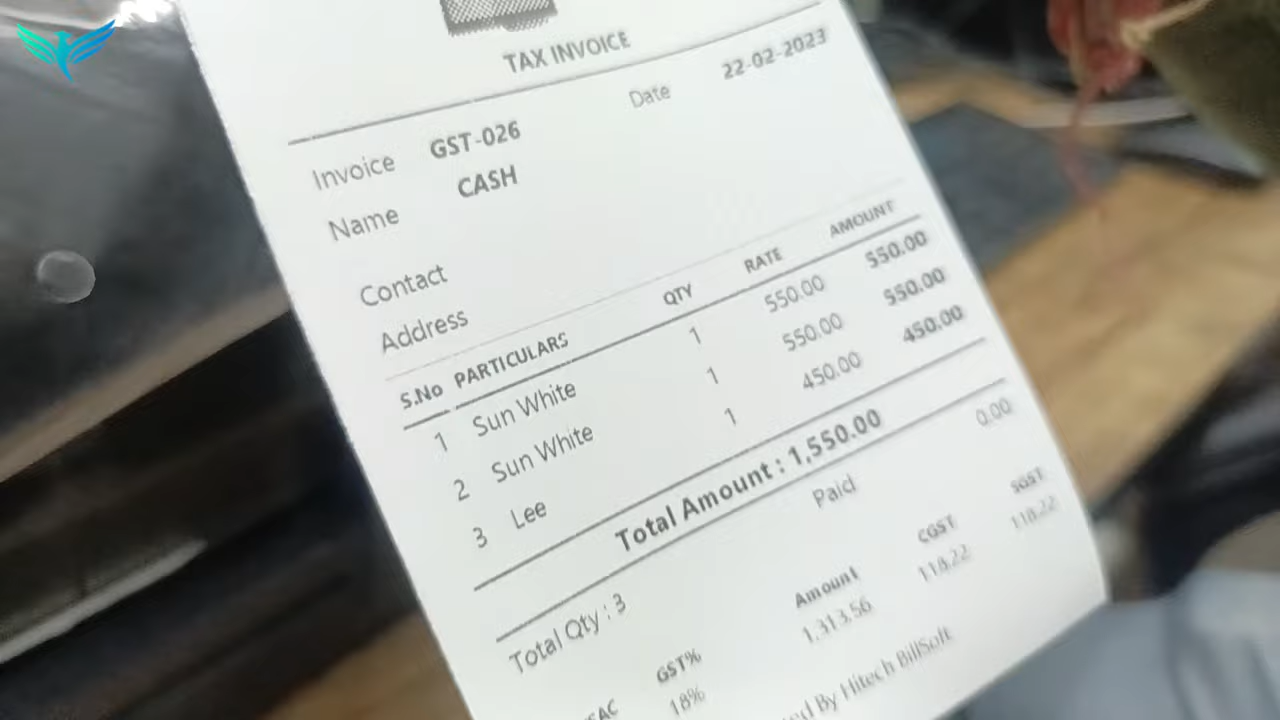 TAX INVOICE
Date 22-02-2023
Invoice GST-026
Name CASH
Contact
Address
S.No PARTICULARS QTY RATE AMOUNT
1 Sun White 1 550.00 550.00
2 Sun White 1 550.00 550.00
3 Lee 1 450.00 450.00
Total Amount : 1,550.00
Paid 0.00
Total Qty : 3
GST% Amount CGST SGST
18% 1,313.56 118.22 118.22
By Hitech BillSoft